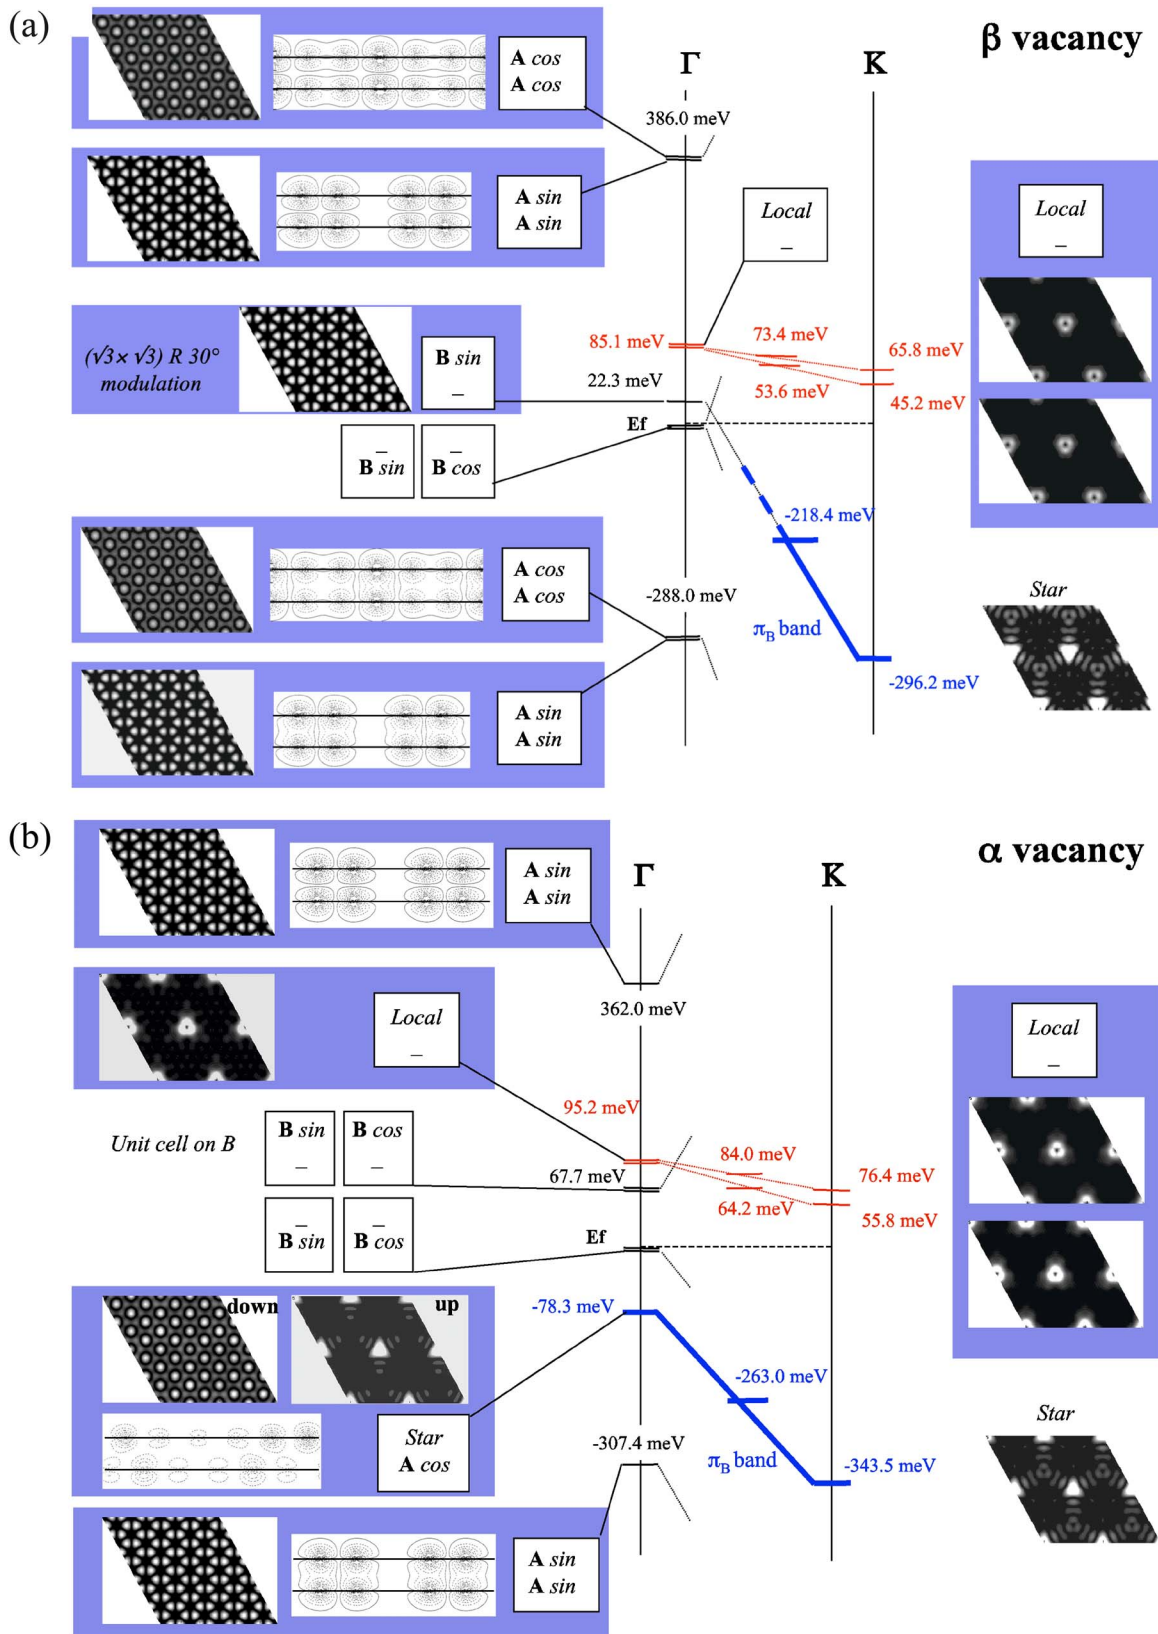 (a)
β vacancy
Γ
K
A cos
A cos
386.0 meV
A sin
A sin
Local
_
Local
_
(√3× √3) R 30°
modulation
B sin
_
85.1 meV
73.4 meV
65.8 meV
22.3 meV
53.6 meV
45.2 meV
Ef
_
B sin
_
B cos
-218.4 meV
A cos
A cos
-288.0 meV
πB band
Star
-296.2 meV
A sin
A sin
(b)
α vacancy
Γ
K
A sin
A sin
362.0 meV
Local
_
Local
_
95.2 meV
Unit cell on B
B sin
_
B cos
_
67.7 meV
84.0 meV
76.4 meV
64.2 meV
55.8 meV
_
B sin
_
B cos
Ef
down
up
-78.3 meV
-263.0 meV
Star
A cos
-307.4 meV
πB band
-343.5 meV
Star
A sin
A sin